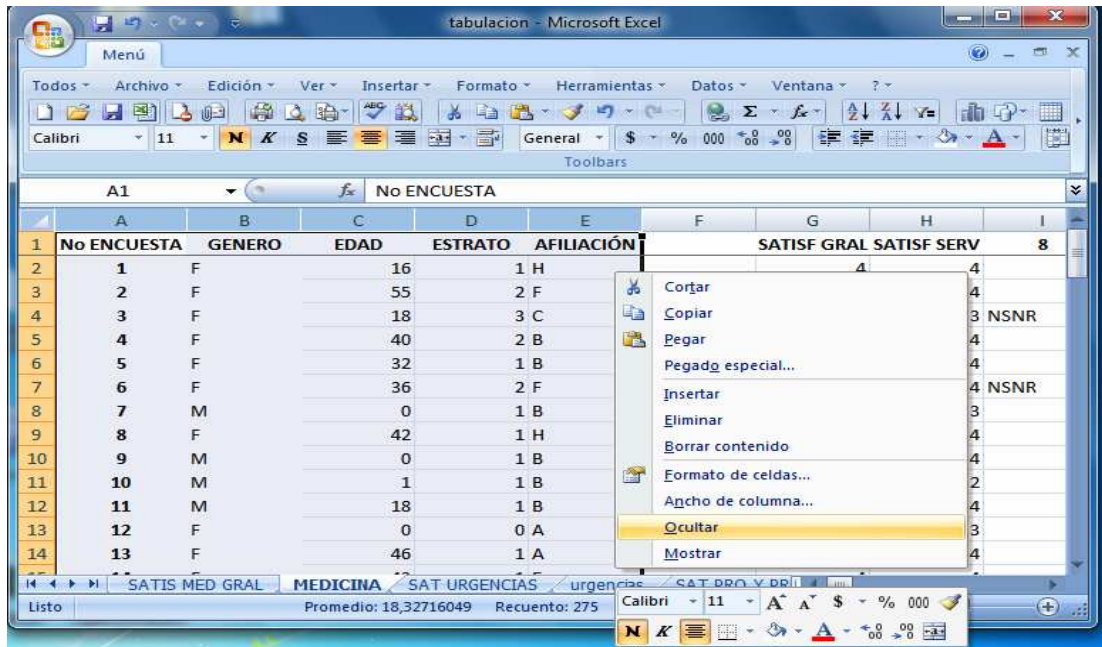 tabulacion - Microsoft Excel
Menú
Todos Archivo Edición Ver Insertar Formato Herramientas Datos Ventana ?
Calibri 11 N K S General $ % 000
Toolbars
A1 fx No ENCUESTA
A B C D E F G H I
1 No ENCUESTA GENERO EDAD ESTRATO AFILIACIÓN SATISF GRAL SATISF SERV 8
2 1 F 16 1 H 4 4
3 2 F 55 2 F 4
4 3 F 18 3 C 3 NSNR
5 4 F 40 2 B 4
6 5 F 32 1 B 4
7 6 F 36 2 F 4 NSNR
8 7 M 0 1 B 3
9 8 F 42 1 H 4
10 9 M 0 1 B 4
11 10 M 1 1 B 2
12 11 M 18 1 B 4
13 12 F 0 0 A 3
14 13 F 46 1 A 4
Cortar
Copiar
Pegar
Pegado especial...
Insertar
Eliminar
Borrar contenido
Formato de celdas...
Ancho de columna...
Ocultar
Mostrar
SATIS MED GRAL MEDICINA SAT URGENCIAS urgencias SAT PRO Y PRI
Listo Promedio: 18,32716049 Recuento: 275
Calibri 11 A A $ % 000
N K A